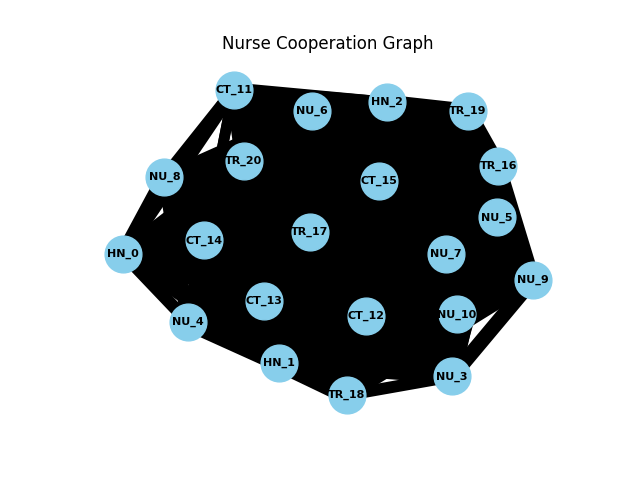 Nurse Cooperation Graph
CT_11
HN_2
NU_6
TR_19
TR_20
TR_16
NU_8
CT_15
NU_5
TR_17
CT_14
HN_0
NU_7
NU_9
CT_13
NU_10
CT_12
NU_4
HN_1
NU_3
TR_18